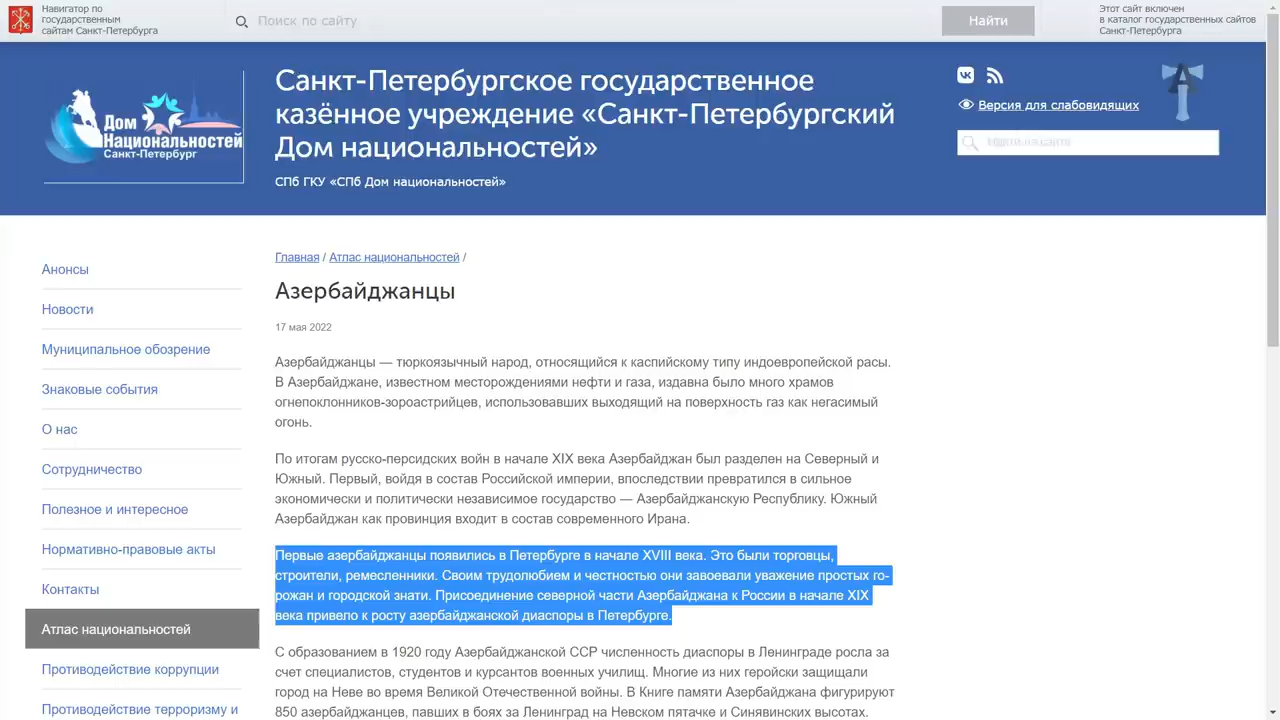 Навигатор по
государственным
сайтам Санкт-Петербурга
Поиск по сайту
Найти
Этот сайт включен
в каталог государственных сайтов
Санкт-Петербурга
Дом
Национальностей
Санкт-Петербург
Санкт-Петербургское государственное
казённое учреждение «Санкт-Петербургский
Дом национальностей»
СПб ГКУ «СПб Дом национальностей»
Версия для слабовидящих
Найти на сайте
Анонсы
Новости
Муниципальное обозрение
Знаковые события
О нас
Сотрудничество
Полезное и интересное
Нормативно-правовые акты
Контакты
Атлас национальностей
Противодействие коррупции
Противодействие терроризму и
Главная / Атлас национальностей /
Азербайджанцы
17 мая 2022
Азербайджанцы — тюркоязычный народ, относящийся к каспийскому типу индоевропейской расы.
В Азербайджане, известном месторождениями нефти и газа, издавна было много храмов
огнепоклонников-зороастрийцев, использовавших выходящий на поверхность газ как негасимый
огонь.
По итогам русско-персидских войн в начале XIX века Азербайджан был разделен на Северный и
Южный. Первый, войдя в состав Российской империи, впоследствии превратился в сильное
экономически и политически независимое государство — Азербайджанскую Республику. Южный
Азербайджан как провинция входит в состав современного Ирана.
Первые азербайджанцы появились в Петербурге в начале XVIII века. Это были торговцы,
строители, ремесленники. Своим трудолюбием и честностью они завоевали уважение простых го-
рожан и городской знати. Присоединение северной части Азербайджана к России в начале XIX
века привело к росту азербайджанской диаспоры в Петербурге.
С образованием в 1920 году Азербайджанской ССР численность диаспоры в Ленинграде росла за
счет специалистов, студентов и курсантов военных училищ. Многие из них геройски защищали
город на Неве во время Великой Отечественной войны. В Книге памяти Азербайджана фигурируют
850 азербайджанцев, павших в боях за Ленинград на Невском пятачке и Синявинских высотах.